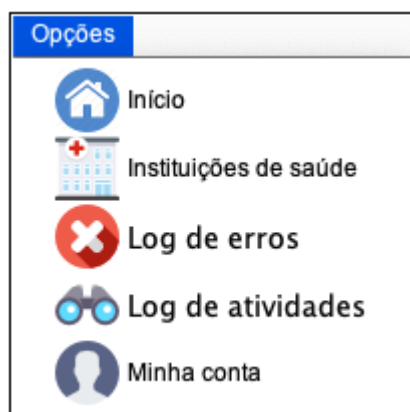 Opções
Início
Instituições de saúde
Log de erros
Log de atividades
Minha conta